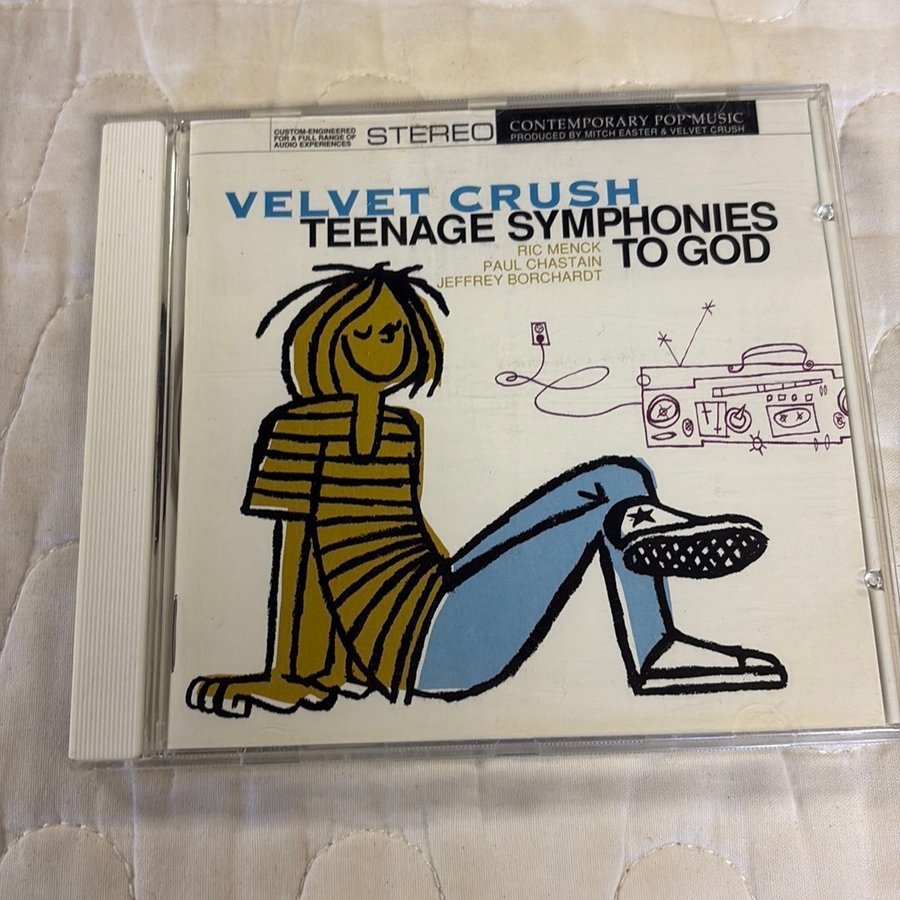 CUSTOM-ENGINEERED
FOR A FULL RANGE OF
AUDIO EXPERIENCES
STEREO
CONTEMPORARY POP MUSIC
PRODUCED BY MITCH EASTER & VELVET CRUSH
VELVET CRUSH
TEENAGE SYMPHONIES
TO GOD
RIC MENCK
PAUL CHASTAIN
JEFFREY BORCHARDT